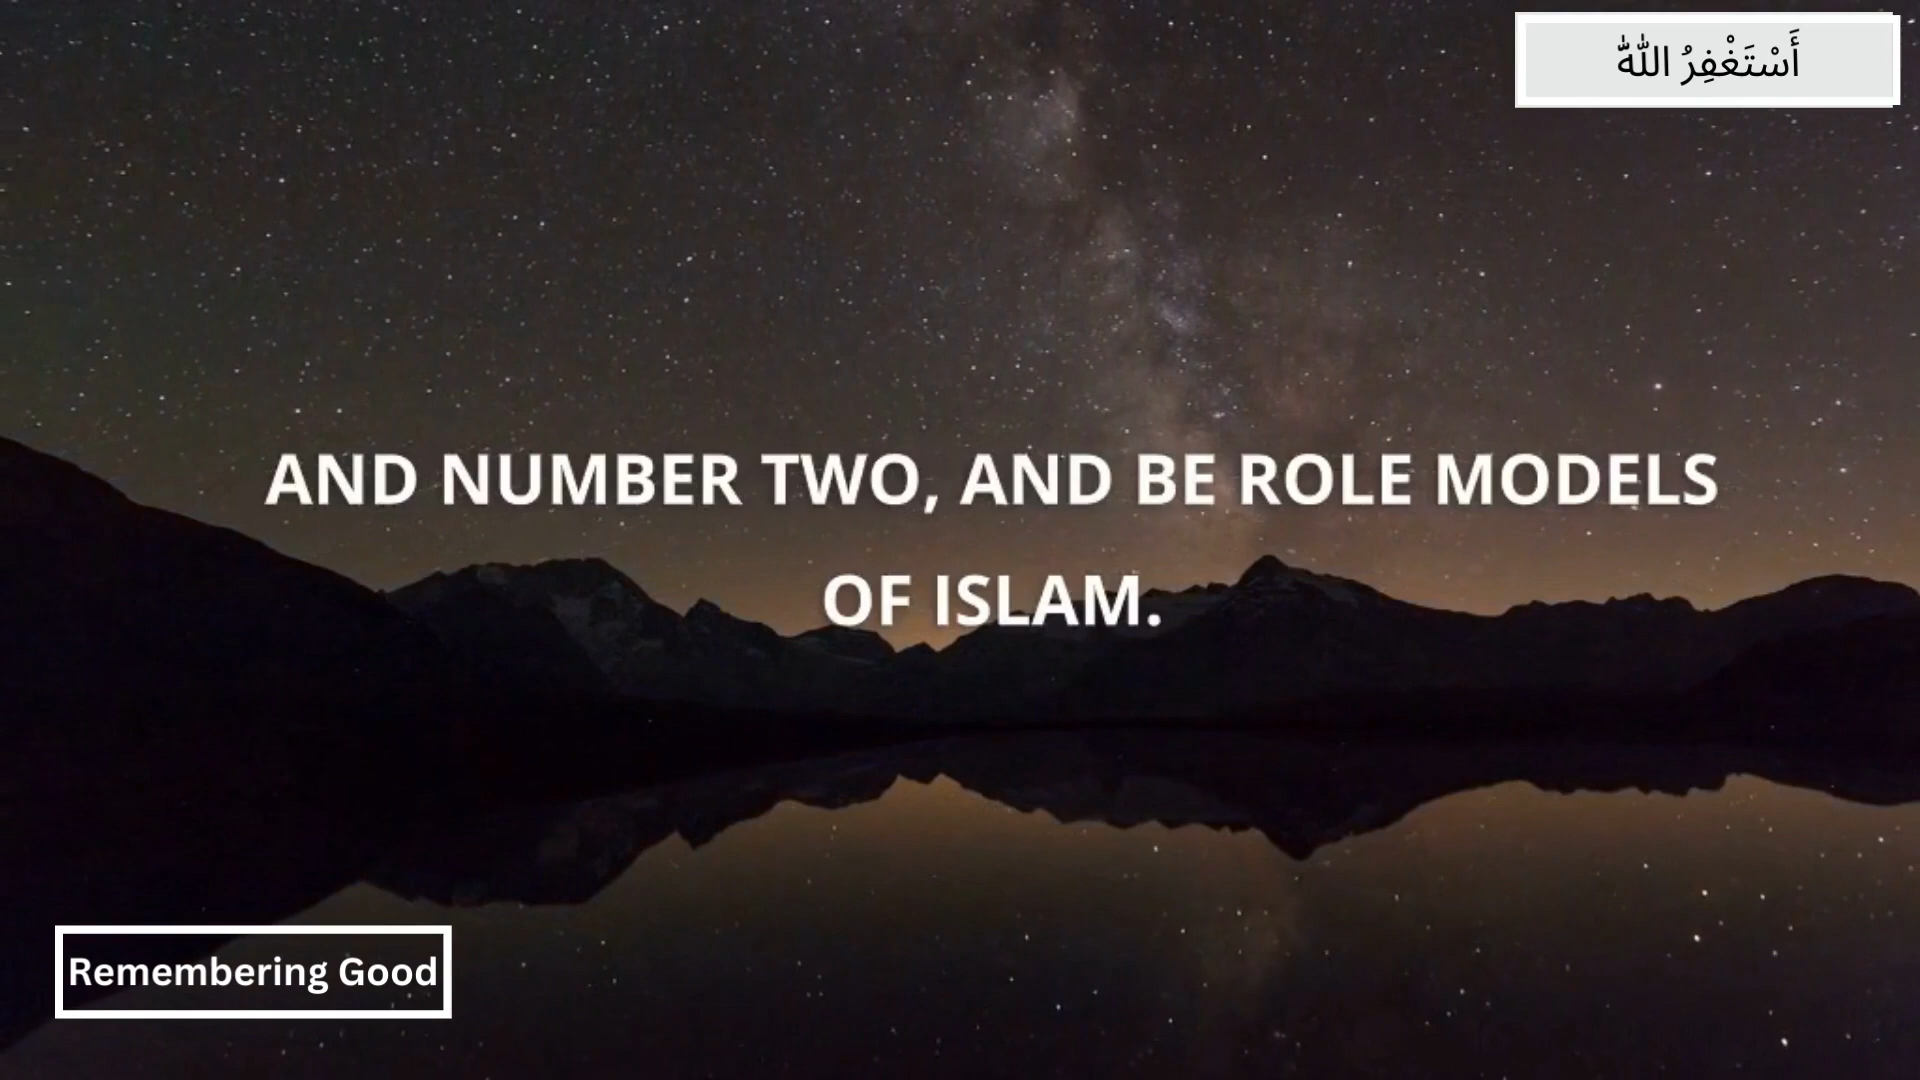 أَسْتَغْفِرُ اللّٰهَ
AND NUMBER TWO, AND BE ROLE MODELS
OF ISLAM.
Remembering Good